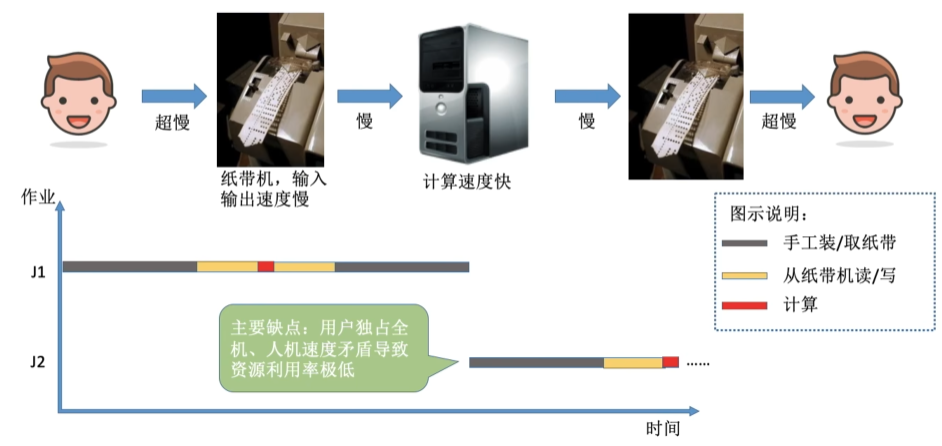 超慢
慢
慢
超慢
纸带机，输入
输出速度慢
计算速度快
作业
图示说明：
手工装/取纸带
从纸带机读/写
计算
J1
主要缺点：用户独占全
机、人机速度矛盾导致
资源利用率极低
J2
……
时间